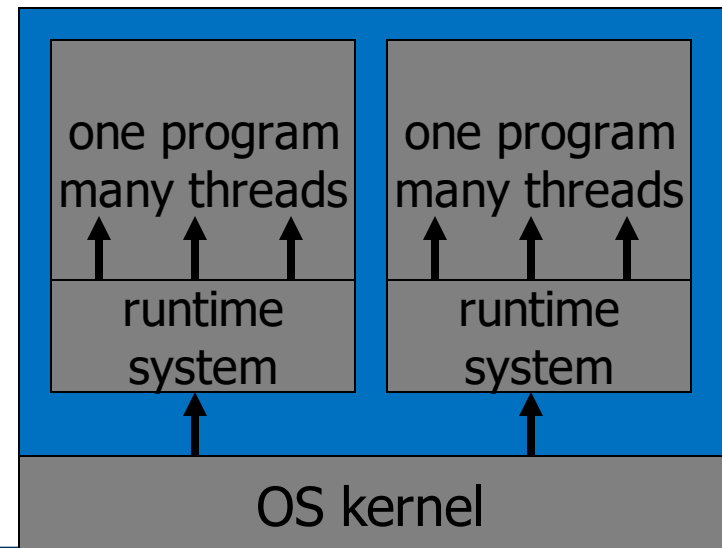 one program
many threads
runtime
system
one program
many threads
runtime
system
OS kernel